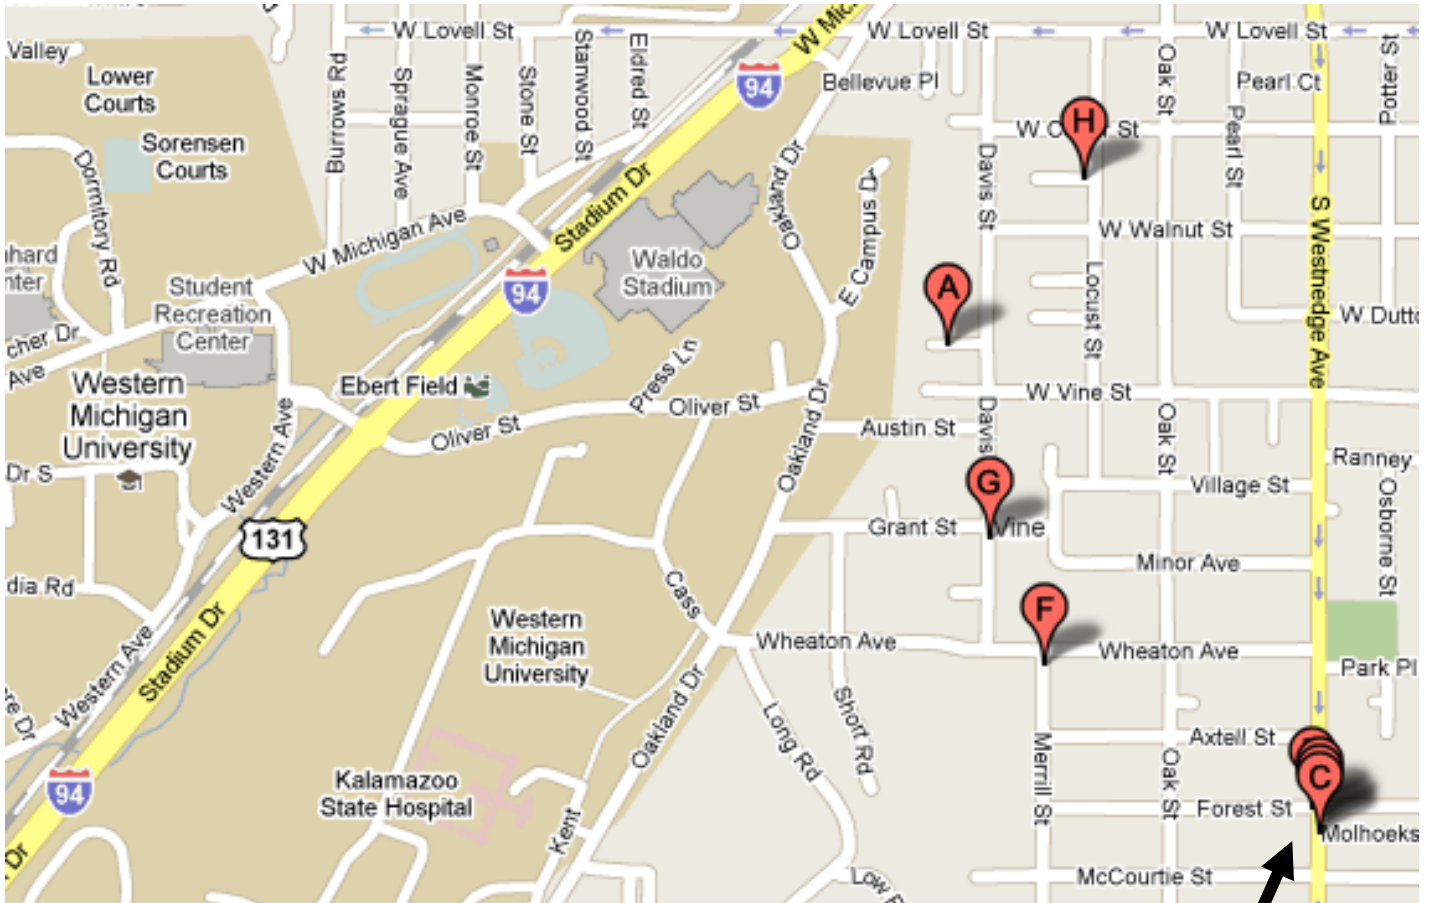 W Lovell St
W Lovell St
W Lovell St
Valley
Lower
Courts
Sorensen
Courts
Dormitory Rd
Burrows Rd
Sprague Ave
Monroe St
Stone St
Stanwood St
Eldred St
94
Bellevue Pl
Oak St
Pearl Ct
Potter St
H
Pearl St
Davis St
Oakland Dr
E Campus D
Stadium Dr
W Michigan Ave
S Westnedge Ave
W Walnut St
Waldo
Stadium
94
Student
Recreation
Center
A
Locust St
Ave
Western
Michigan
University
Ebert Field
Press Ln
Oliver St
Oliver St
Oakland Dr
W Vine St
Davis
Austin St
Oak St
Ranney
Dr S
Western Ave
Village St
Osborne St
G
131
Grant St
Vine
Minor Ave
Cass
F
Western
Michigan
University
Wheaton Ave
Wheaton Ave
Park Pl
Western Ave
Stadium Dr
Oakland Dr
Long Rd
Short Rd
Merrill St
Oak St
Axtell St
94
Kalamazoo
State Hospital
C
Forest St
Molhoeks
Kent
McCourtie St
Dr